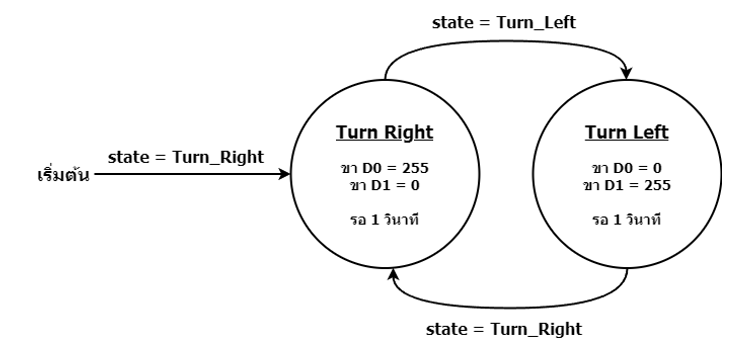 state = Turn_Left
เริ่มต้น
state = Turn_Right
Turn Right
ขา D0 = 255
ขา D1 = 0
รอ 1 วินาที
Turn Left
ขา D0 = 0
ขา D1 = 255
รอ 1 วินาที
state = Turn_Right